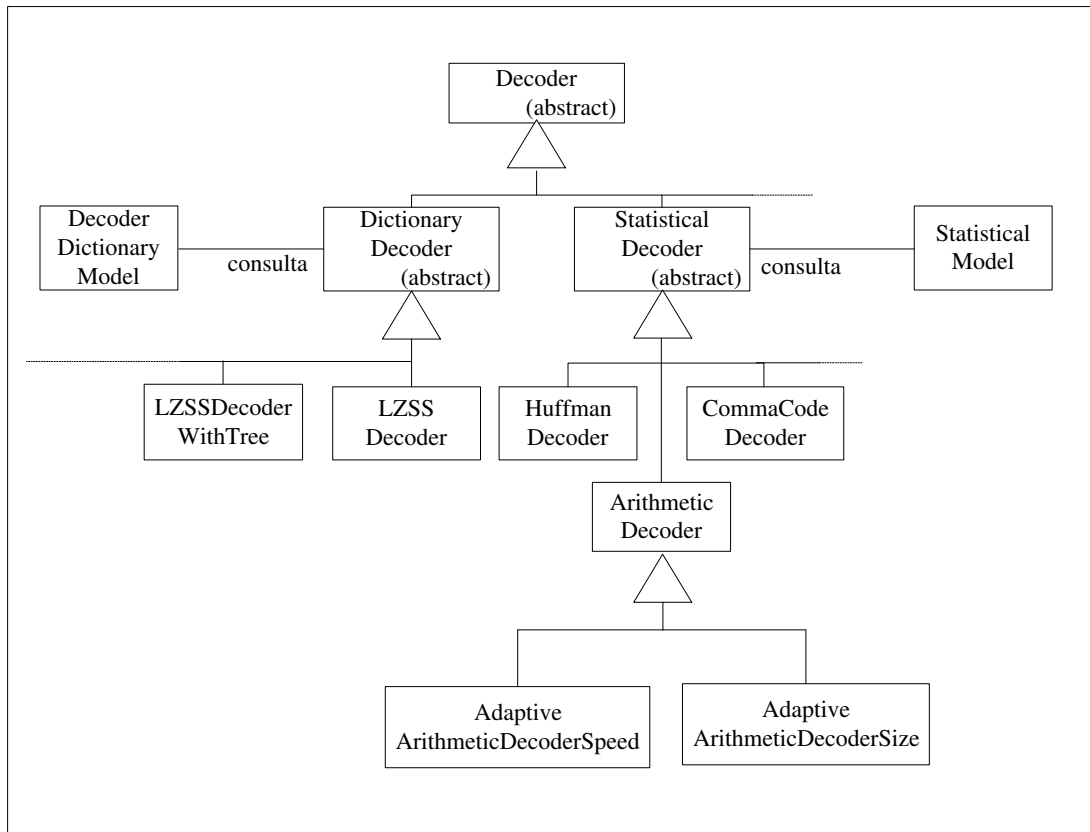 Decoder
(abstract)
Decoder
Dictionary
Model
consulta
Dictionary
Decoder
(abstract)
Statistical
Decoder
(abstract)
consulta
Statistical
Model
LZSSDecoder
WithTree
LZSS
Decoder
Huffman
Decoder
CommaCode
Decoder
Arithmetic
Decoder
Adaptive
ArithmeticDecoderSpeed
Adaptive
ArithmeticDecoderSize